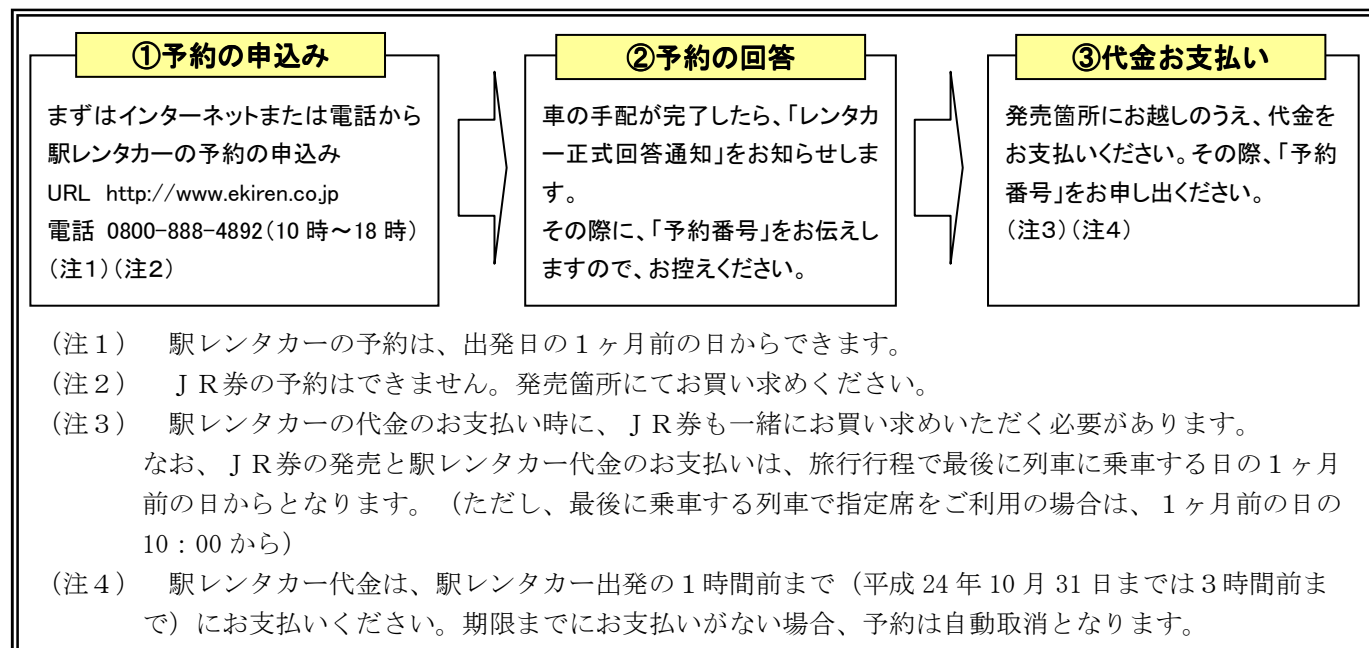 ①予約の申込み
まずはインターネットまたは電話から
駅レンタカーの予約の申込み
URL http://www.ekiren.co.jp
電話 0800-888-4892(10時～18時)
(注1)(注2)
②予約の回答
車の手配が完了したら、「レンタカ
ー正式回答通知」をお知らせしま
す。
その際に、「予約番号」をお伝えし
ますので、お控えください。
③代金お支払い
発売箇所にお越しのうえ、代金を
お支払いください。その際、「予約
番号」をお申し出ください。
(注3)(注4)
（注１） 駅レンタカーの予約は、出発日の１ヶ月前の日からできます。
（注２） ＪＲ券の予約はできません。発売箇所にてお買い求めください。
（注３） 駅レンタカーの代金のお支払い時に、ＪＲ券も一緒にお買い求めいただく必要があります。
なお、ＪＲ券の発売と駅レンタカー代金のお支払いは、旅行行程で最後に列車に乗車する日の１ヶ月
前の日からとなります。（ただし、最後に乗車する列車で指定席をご利用の場合は、１ヶ月前の日の
10：00から）
（注４） 駅レンタカー代金は、駅レンタカー出発の１時間前まで（平成24年10月31日までは３時間前ま
で）にお支払いください。期限までにお支払いがない場合、予約は自動取消となります。